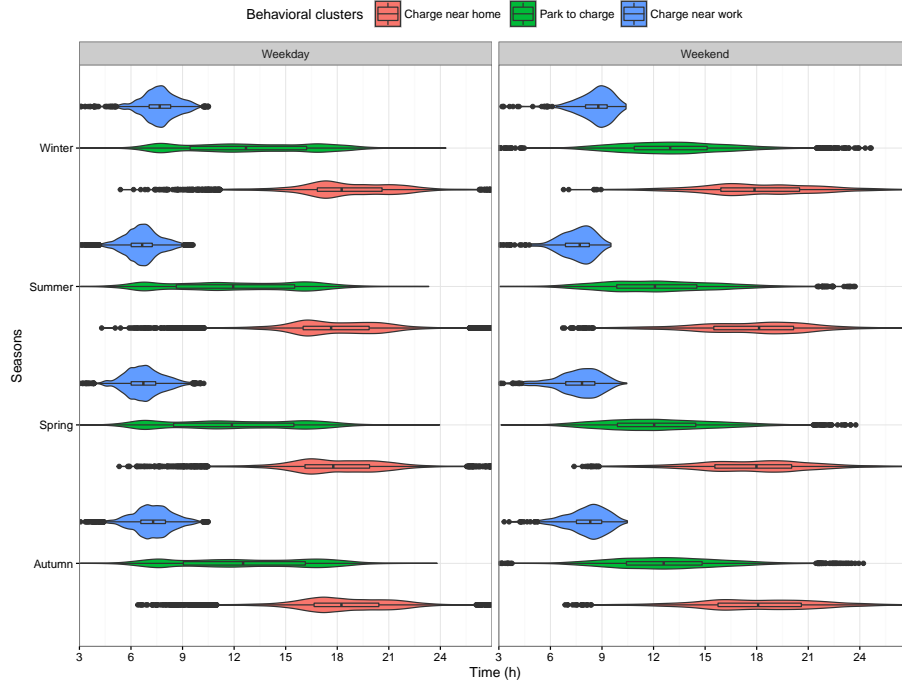 Behavioral clusters Charge near home Park to charge Charge near work
Weekday Weekend
Winter
Summer
Spring
Autumn
Seasons
3 6 9 12 15 18 21 24 3 6 9 12 15 18 21 24
Time (h)